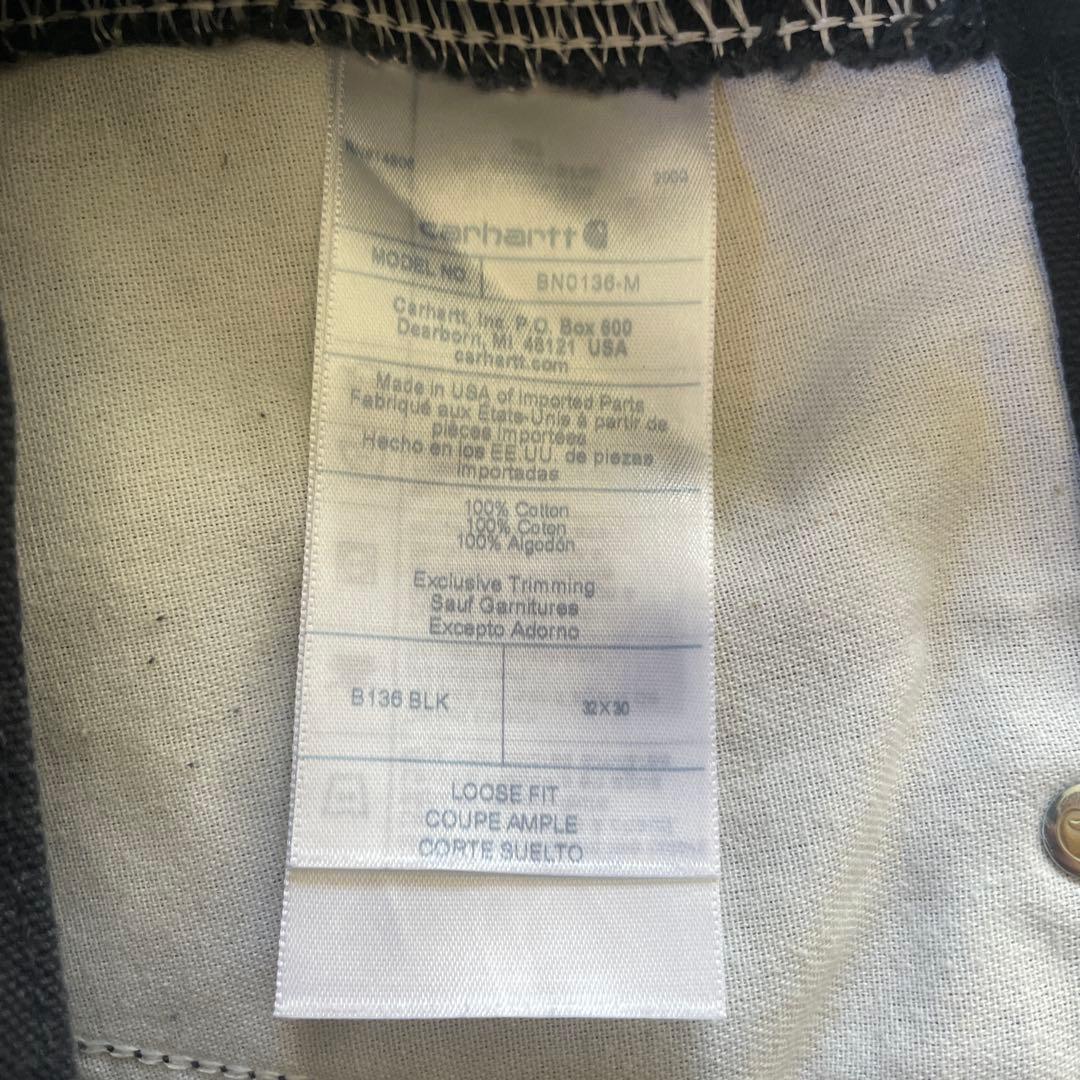 carhartt
MODEL NO. BN0136-M
Carhartt, Inc. P.O. Box 600
Dearborn, MI 48121 USA
carhartt.com
Made in USA of Imported Parts
Fabriqué aux États-Unis à partir de
pièces importées
Hecho en los EE.UU. de piezas
importadas
100% Cotton
100% Coton
100% Algodón
Exclusive Trimming
Sauf Garnitures
Excepto Adorno
B136 BLK 32X30
LOOSE FIT
COUPE AMPLE
CORTE SUELTO